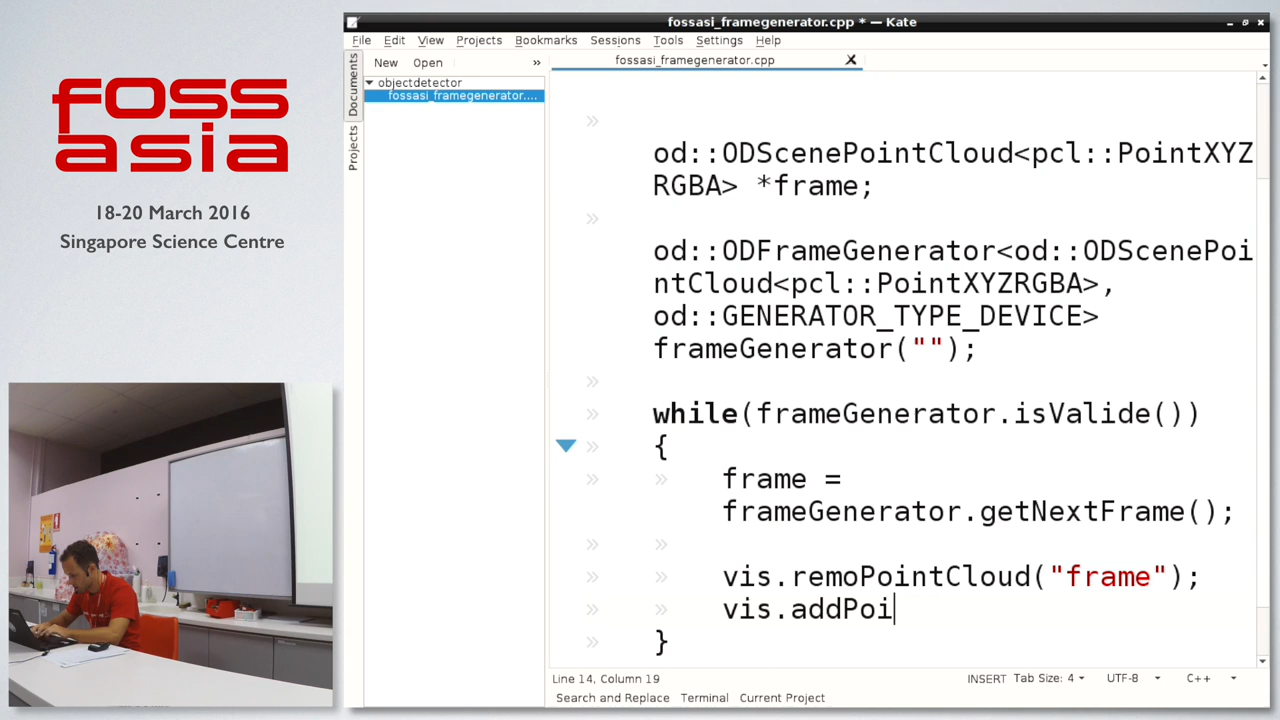 foss
asia
18-20 March 2016
Singapore Science Centre
fossasi_framegenerator.cpp * — Kate
File Edit View Projects Bookmarks Sessions Tools Settings Help
New Open »
fossasi_framegenerator.cpp
Documents
Projects
objectdetector
fossasi_framegenerator....
od::ODScenePointCloud<pcl::PointXYZ
RGBA> *frame;
od::ODFrameGenerator<od::ODScenePoi
ntCloud<pcl::PointXYZRGBA>,
od::GENERATOR_TYPE_DEVICE>
frameGenerator("");
while(frameGenerator.isValide())
{
frame =
frameGenerator.getNextFrame();
vis.remoPointCloud("frame");
vis.addPoi
}
Line 14, Column 19 INSERT Tab Size: 4 UTF-8 C++
Search and Replace Terminal Current Project